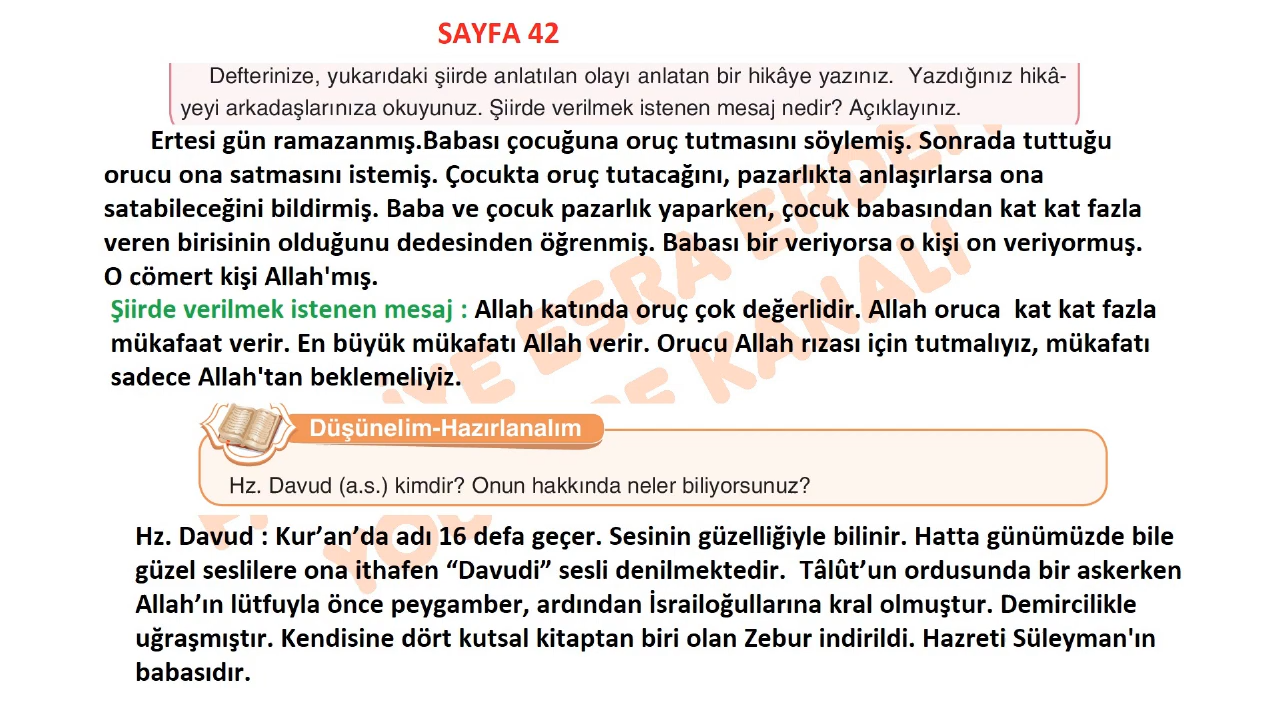 SAYFA 42
Defterinize, yukarıdaki şiirde anlatılan olayı anlatan bir hikâye yazınız. Yazdığınız hikâ-
yeyi arkadaşlarınıza okuyunuz. Şiirde verilmek istenen mesaj nedir? Açıklayınız.
Ertesi gün ramazanmış.Babası çocuğuna oruç tutmasını söylemiş. Sonrada tuttuğu
orucu ona satmasını istemiş. Çocukta oruç tutacağını, pazarlıkta anlaşırlarsa ona
satabileceğini bildirmiş. Baba ve çocuk pazarlık yaparken, çocuk babasından kat kat fazla
veren birisinin olduğunu dedesinden öğrenmiş. Babası bir veriyorsa o kişi on veriyormuş.
O cömert kişi Allah'mış.
Şiirde verilmek istenen mesaj : Allah katında oruç çok değerlidir. Allah oruca kat kat fazla
mükafaat verir. En büyük mükafatı Allah verir. Orucu Allah rızası için tutmalıyız, mükafatı
sadece Allah'tan beklemeliyiz.
Düşünelim-Hazırlanalım
Hz. Davud (a.s.) kimdir? Onun hakkında neler biliyorsunuz?
Hz. Davud : Kur’an’da adı 16 defa geçer. Sesinin güzelliğiyle bilinir. Hatta günümüzde bile
güzel seslilere ona ithafen “Davudi” sesli denilmektedir. Tâlût’un ordusunda bir askerken
Allah’ın lütfuyla önce peygamber, ardından İsrailoğullarına kral olmuştur. Demircilikle
uğraşmıştır. Kendisine dört kutsal kitaptan biri olan Zebur indirildi. Hazreti Süleyman'ın
babasıdır.